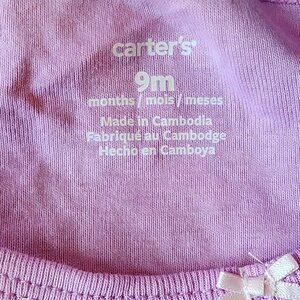 carter's®
9m
months / mois / meses
Made in Cambodia
Fabriqué au Cambodge
Hecho en Camboya